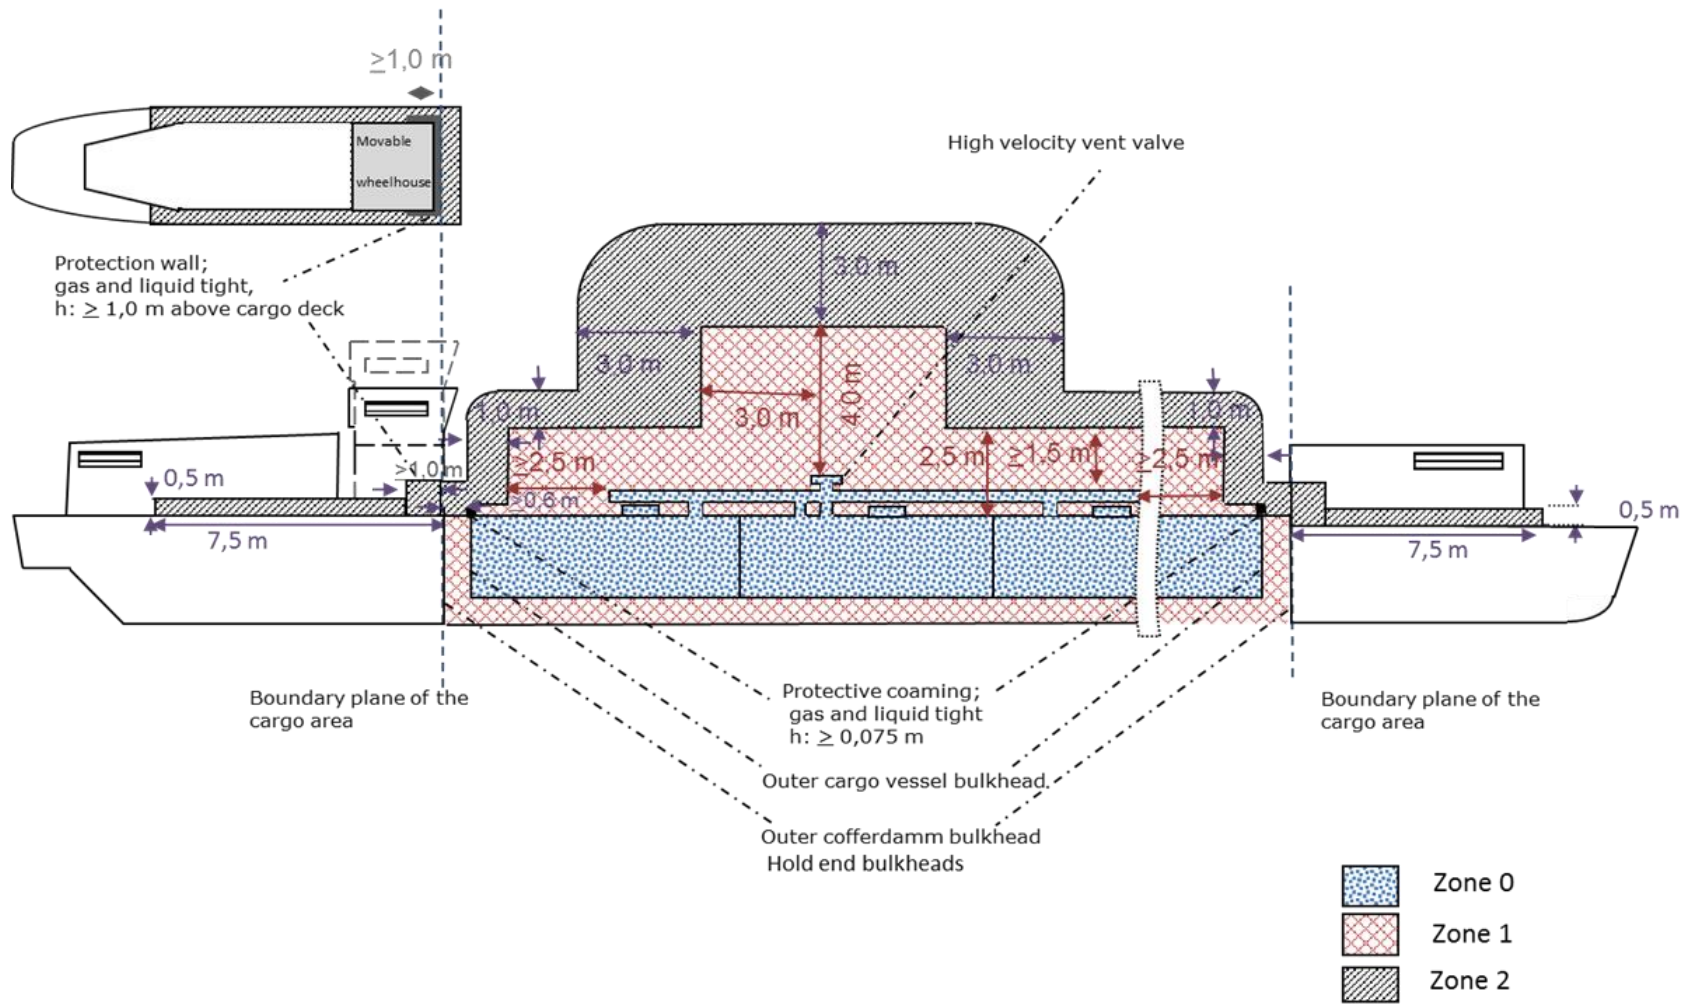 ≥1,0 m
Movable
wheelhouse
High velocity vent valve
Protection wall;
gas and liquid tight,
h: ≥ 1,0 m above cargo deck
3,0 m
3,0 m
3,0 m
3,0 m
4,0 m
1,0 m
1,0 m
≥2,5 m
2,5 m
≥1,5 m
≥2,5 m
≥1,0 m
≥0,6 m
0,5 m
7,5 m
0,5 m
7,5 m
Boundary plane of the
cargo area
Protective coaming;
gas and liquid tight
h: ≥ 0,075 m
Boundary plane of the
cargo area
Outer cargo vessel bulkhead
Outer cofferdamm bulkhead
Hold end bulkheads
Zone 0
Zone 1
Zone 2